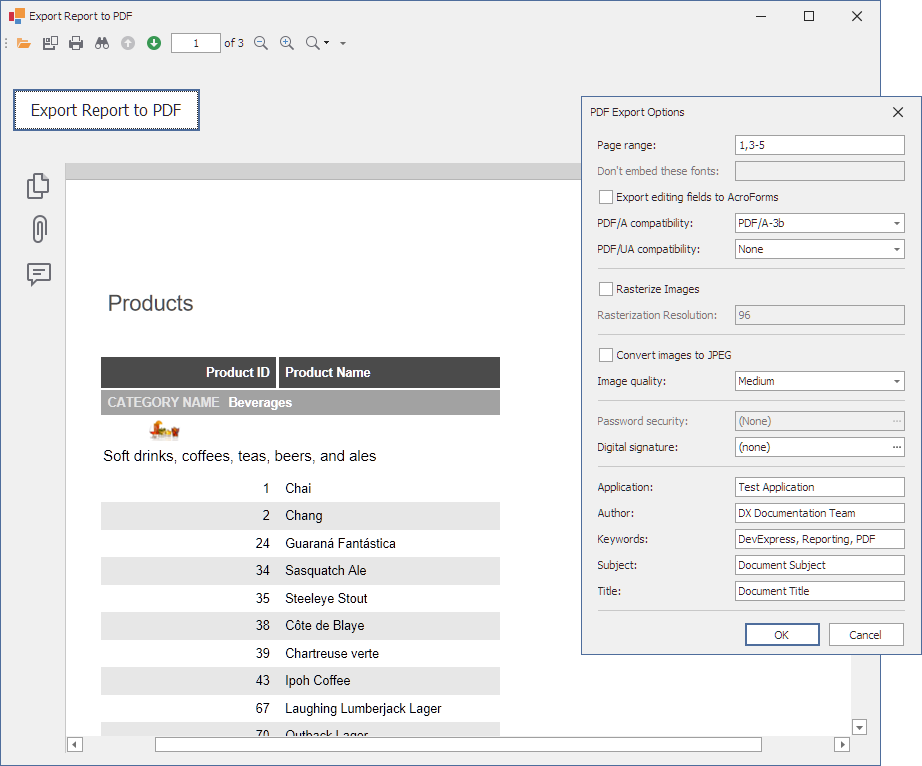 Export Report to PDF
1 of 3
Export Report to PDF
Products
Product ID Product Name
CATEGORY NAME Beverages
Soft drinks, coffees, teas, beers, and ales
1 Chai
2 Chang
24 Guaraná Fantástica
34 Sasquatch Ale
35 Steeleye Stout
38 Côte de Blaye
39 Chartreuse verte
43 Ipoh Coffee
67 Laughing Lumberjack Lager
70 Outback Lager
PDF Export Options
Page range: 1,3-5
Don't embed these fonts:
Export editing fields to AcroForms
PDF/A compatibility: PDF/A-3b
PDF/UA compatibility: None
Rasterize Images
Rasterization Resolution: 96
Convert images to JPEG
Image quality: Medium
Password security: (None) ...
Digital signature: (none) ...
Application: Test Application
Author: DX Documentation Team
Keywords: DevExpress, Reporting, PDF
Subject: Document Subject
Title: Document Title
OK Cancel